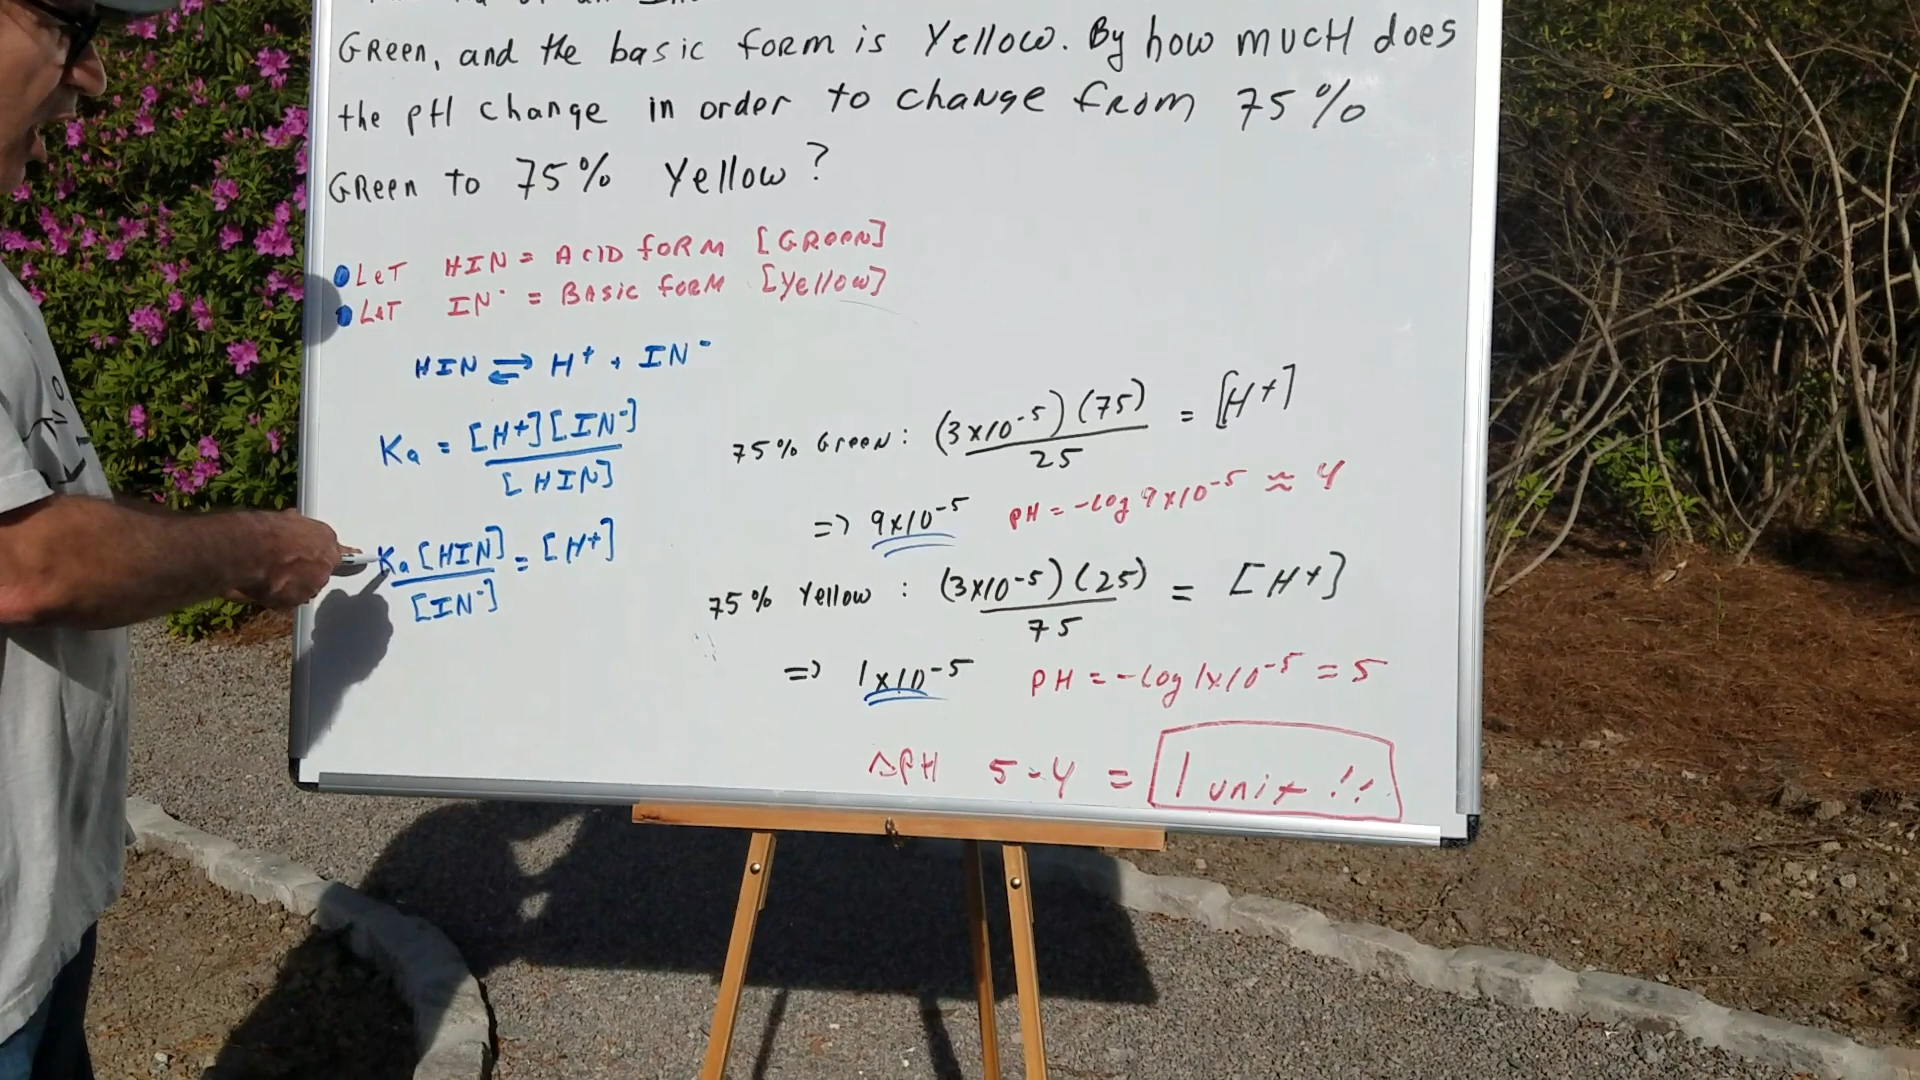 Green, and the basic form is Yellow. By how much does
the pH change in order to change from 75%
Green to 75% Yellow?
• Let HIN = Acid form [Green]
• Let IN- = Basic form [Yellow]
HIN ⇌ H+ + IN-
Ka = [H+][IN-] / [HIN]
Ka[HIN] / [IN-] = [H+]
75% Green : (3x10-5)(75) / 25 = [H+]
=> 9x10-5 pH = -log 9x10-5 ≈ 4
75% Yellow : (3x10-5)(25) / 75 = [H+]
=> 1x10-5 pH = -log 1x10-5 = 5
ΔpH 5-4 = 1 unit !!